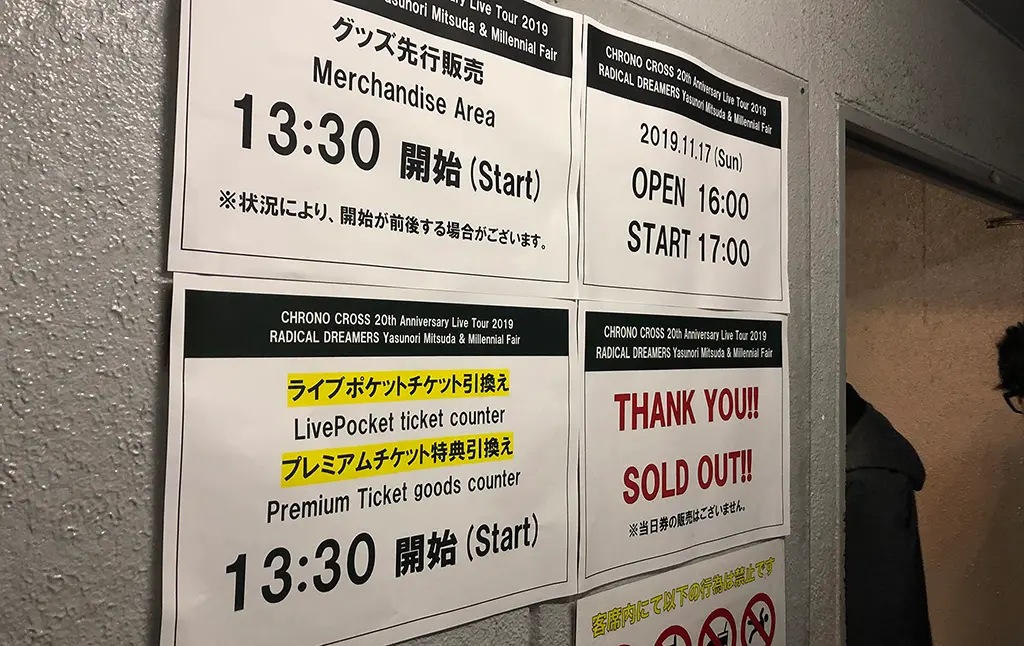 ary Live Tour 2019
Yasunori Mitsuda & Millennial Fair
グッズ先行販売
Merchandise Area
13:30 開始 (Start)
※状況により、開始が前後する場合がございます。
CHRONO CROSS 20th Anniversary Live Tour 2019
RADICAL DREAMERS Yasunori Mitsuda & Millennial Fair
2019.11.17 (Sun)
OPEN 16:00
START 17:00
CHRONO CROSS 20th Anniversary Live Tour 2019
RADICAL DREAMERS Yasunori Mitsuda & Millennial Fair
ライブポケットチケット引換え
LivePocket ticket counter
プレミアムチケット特典引換え
Premium Ticket goods counter
13:30 開始 (Start)
CHRONO CROSS 20th Anniversary Live Tour 2019
RADICAL DREAMERS Yasunori Mitsuda & Millennial Fair
THANK YOU!!
SOLD OUT!!
※当日券の販売はございません。
客席内にて以下の行為は禁止です